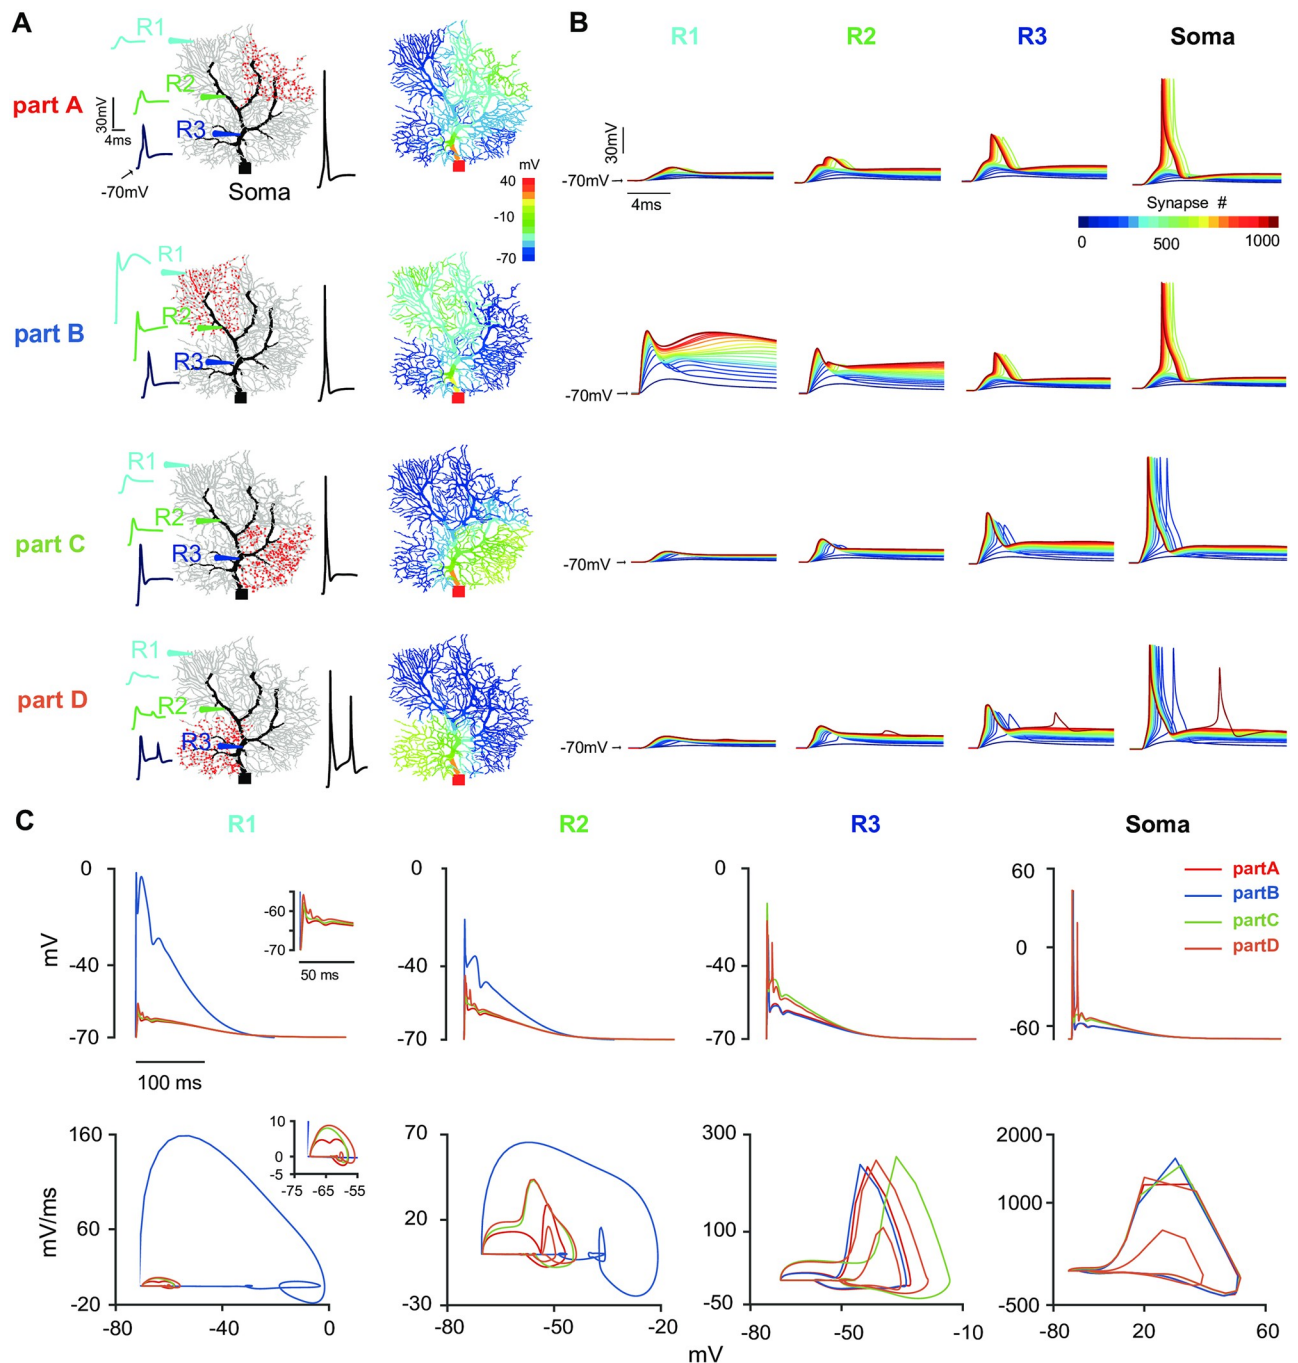 A
B
R1
R2
R3
Soma
part A
R1
R2
R3
30mV
4ms
-70mV
Soma
mV
40
-10
-70
30mV
-70mV
4ms
Synapse #
0
500
1000
part B
R1
R2
R3
-70mV
part C
R1
R2
R3
-70mV
part D
R1
R2
R3
-70mV
C
R1
R2
R3
Soma
mV
0
-40
-70
-60
-70
50 ms
100 ms
0
-40
-70
0
-40
-70
60
0
-60
partA
partB
partC
partD
mV/ms
160
60
-20
-80
-40
0
10
0
-5
-75
-65
-55
70
20
-30
-80
-50
-20
300
100
-50
-80
-50
-10
2000
1000
-500
-80
20
60
mV